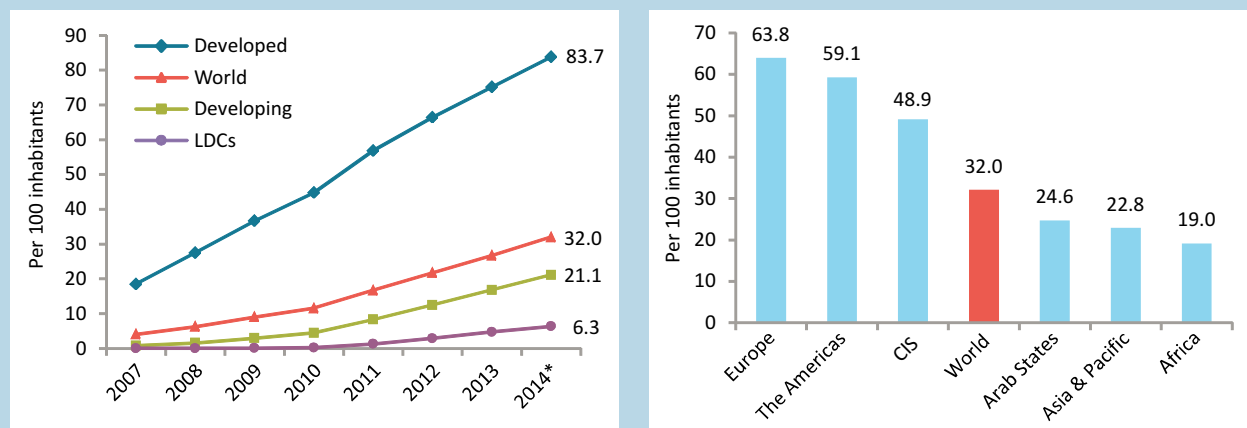 Per 100 inhabitants
90
80
70
60
50
40
30
20
10
0
Developed
World
Developing
LDCs
83.7
32.0
21.1
6.3
2007
2008
2009
2010
2011
2012
2013
2014*
Per 100 inhabitants
70
60
50
40
30
20
10
0
63.8
59.1
48.9
32.0
24.6
22.8
19.0
Europe
The Americas
CIS
World
Arab States
Asia & Pacific
Africa